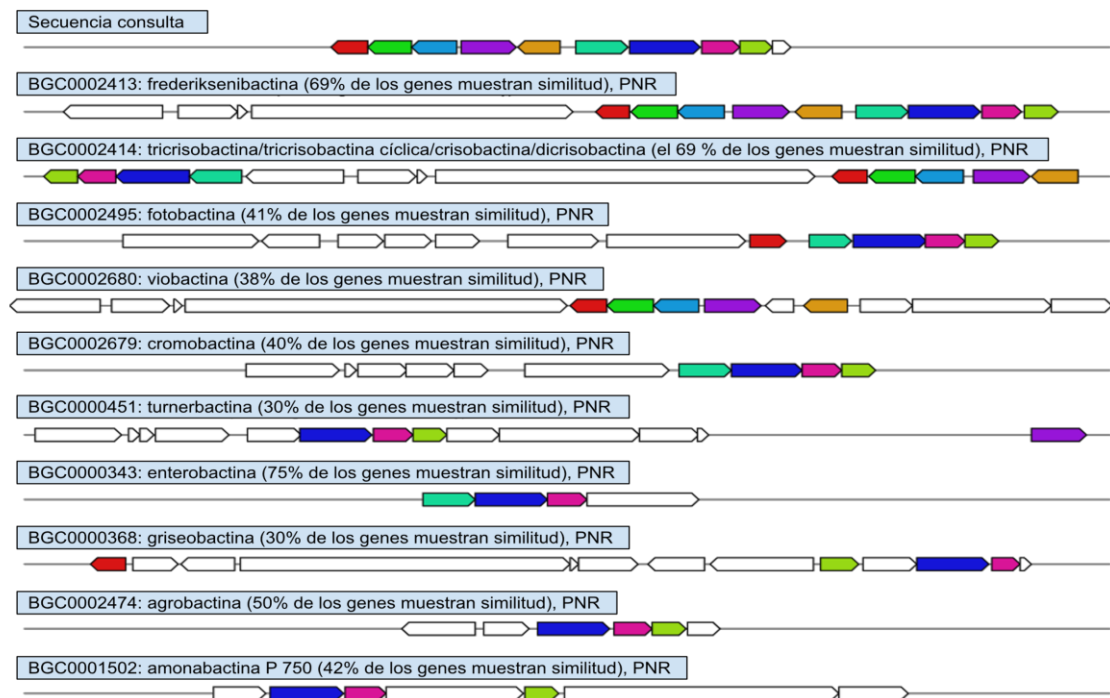 Secuencia consulta
BGC0002413: frederiksenibactina (69% de los genes muestran similitud), PNR
BGC0002414: tricrisobactina/tricrisobactina cíclica/crisobactina/dicrisobactina (el 69 % de los genes muestran similitud), PNR
BGC0002495: fotobactina (41% de los genes muestran similitud), PNR
BGC0002680: viobactina (38% de los genes muestran similitud), PNR
BGC0002679: cromobactina (40% de los genes muestran similitud), PNR
BGC0000451: turnerbactina (30% de los genes muestran similitud), PNR
BGC0000343: enterobactina (75% de los genes muestran similitud), PNR
BGC0000368: griseobactina (30% de los genes muestran similitud), PNR
BGC0002474: agrobactina (50% de los genes muestran similitud), PNR
BGC0001502: amonabactina P 750 (42% de los genes muestran similitud), PNR